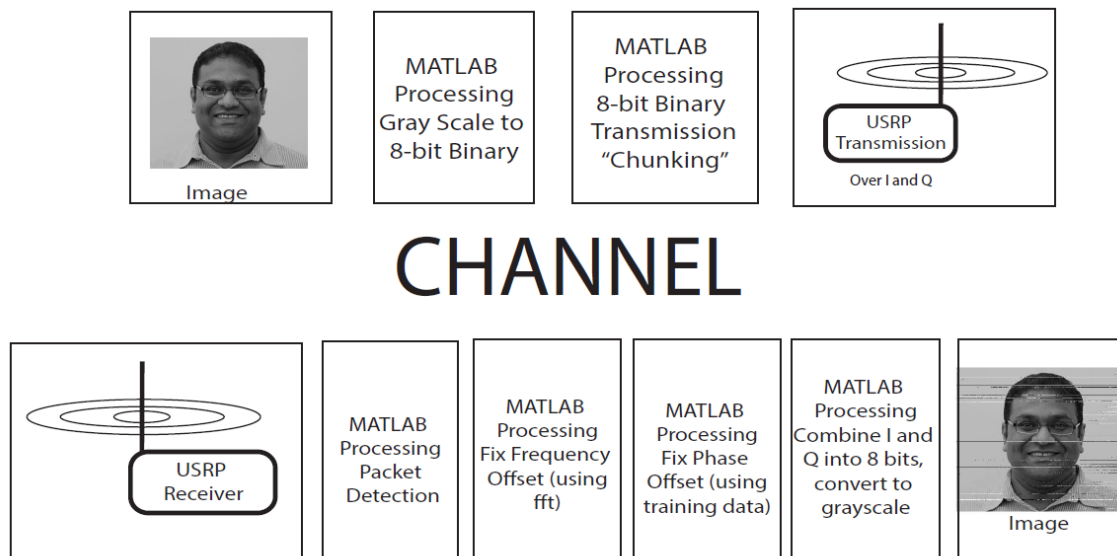 Image
MATLAB
Processing
Gray Scale to
8-bit Binary
MATLAB
Processing
8-bit Binary
Transmission
“Chunking”
USRP
Transmission
Over I and Q
CHANNEL
USRP
Receiver
MATLAB
Processing
Packet
Detection
MATLAB
Processing
Fix Frequency
Offset (using
fft)
MATLAB
Processing
Fix Phase
Offset (using
training data)
MATLAB
Processing
Combine I and
Q into 8 bits,
convert to
grayscale
Image